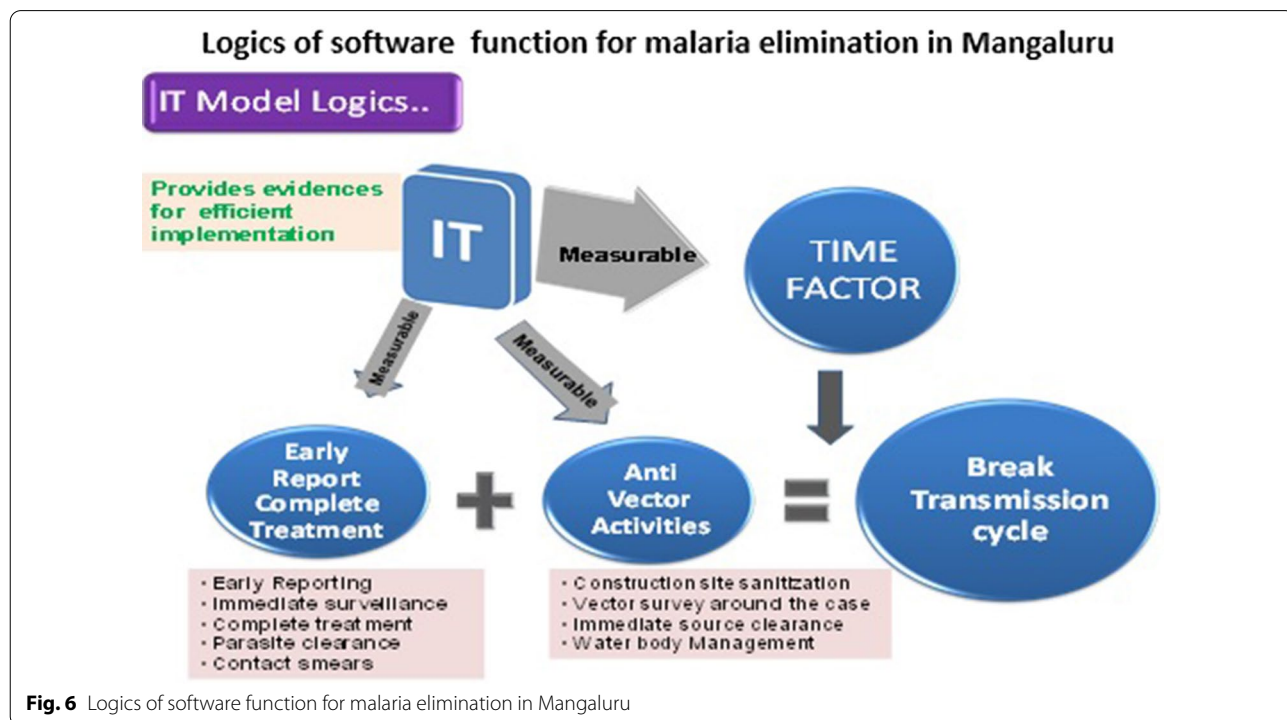 Logics of software function for malaria elimination in Mangaluru
IT Model Logics..
Provides evidences
for efficient
implementation
IT
Measurable
TIME
FACTOR
Measurable
Measurable
Early
Report
Complete
Treatment
+
Anti
Vector
Activities
=
Break
Transmission
cycle
• Early Reporting
• Immediate surveillance
• Complete treatment
• Parasite clearance
• Contact smears
• Construction site sanitization
• Vector survey around the case
• Immediate source clearance
• Water body Management
Fig. 6 Logics of software function for malaria elimination in Mangaluru